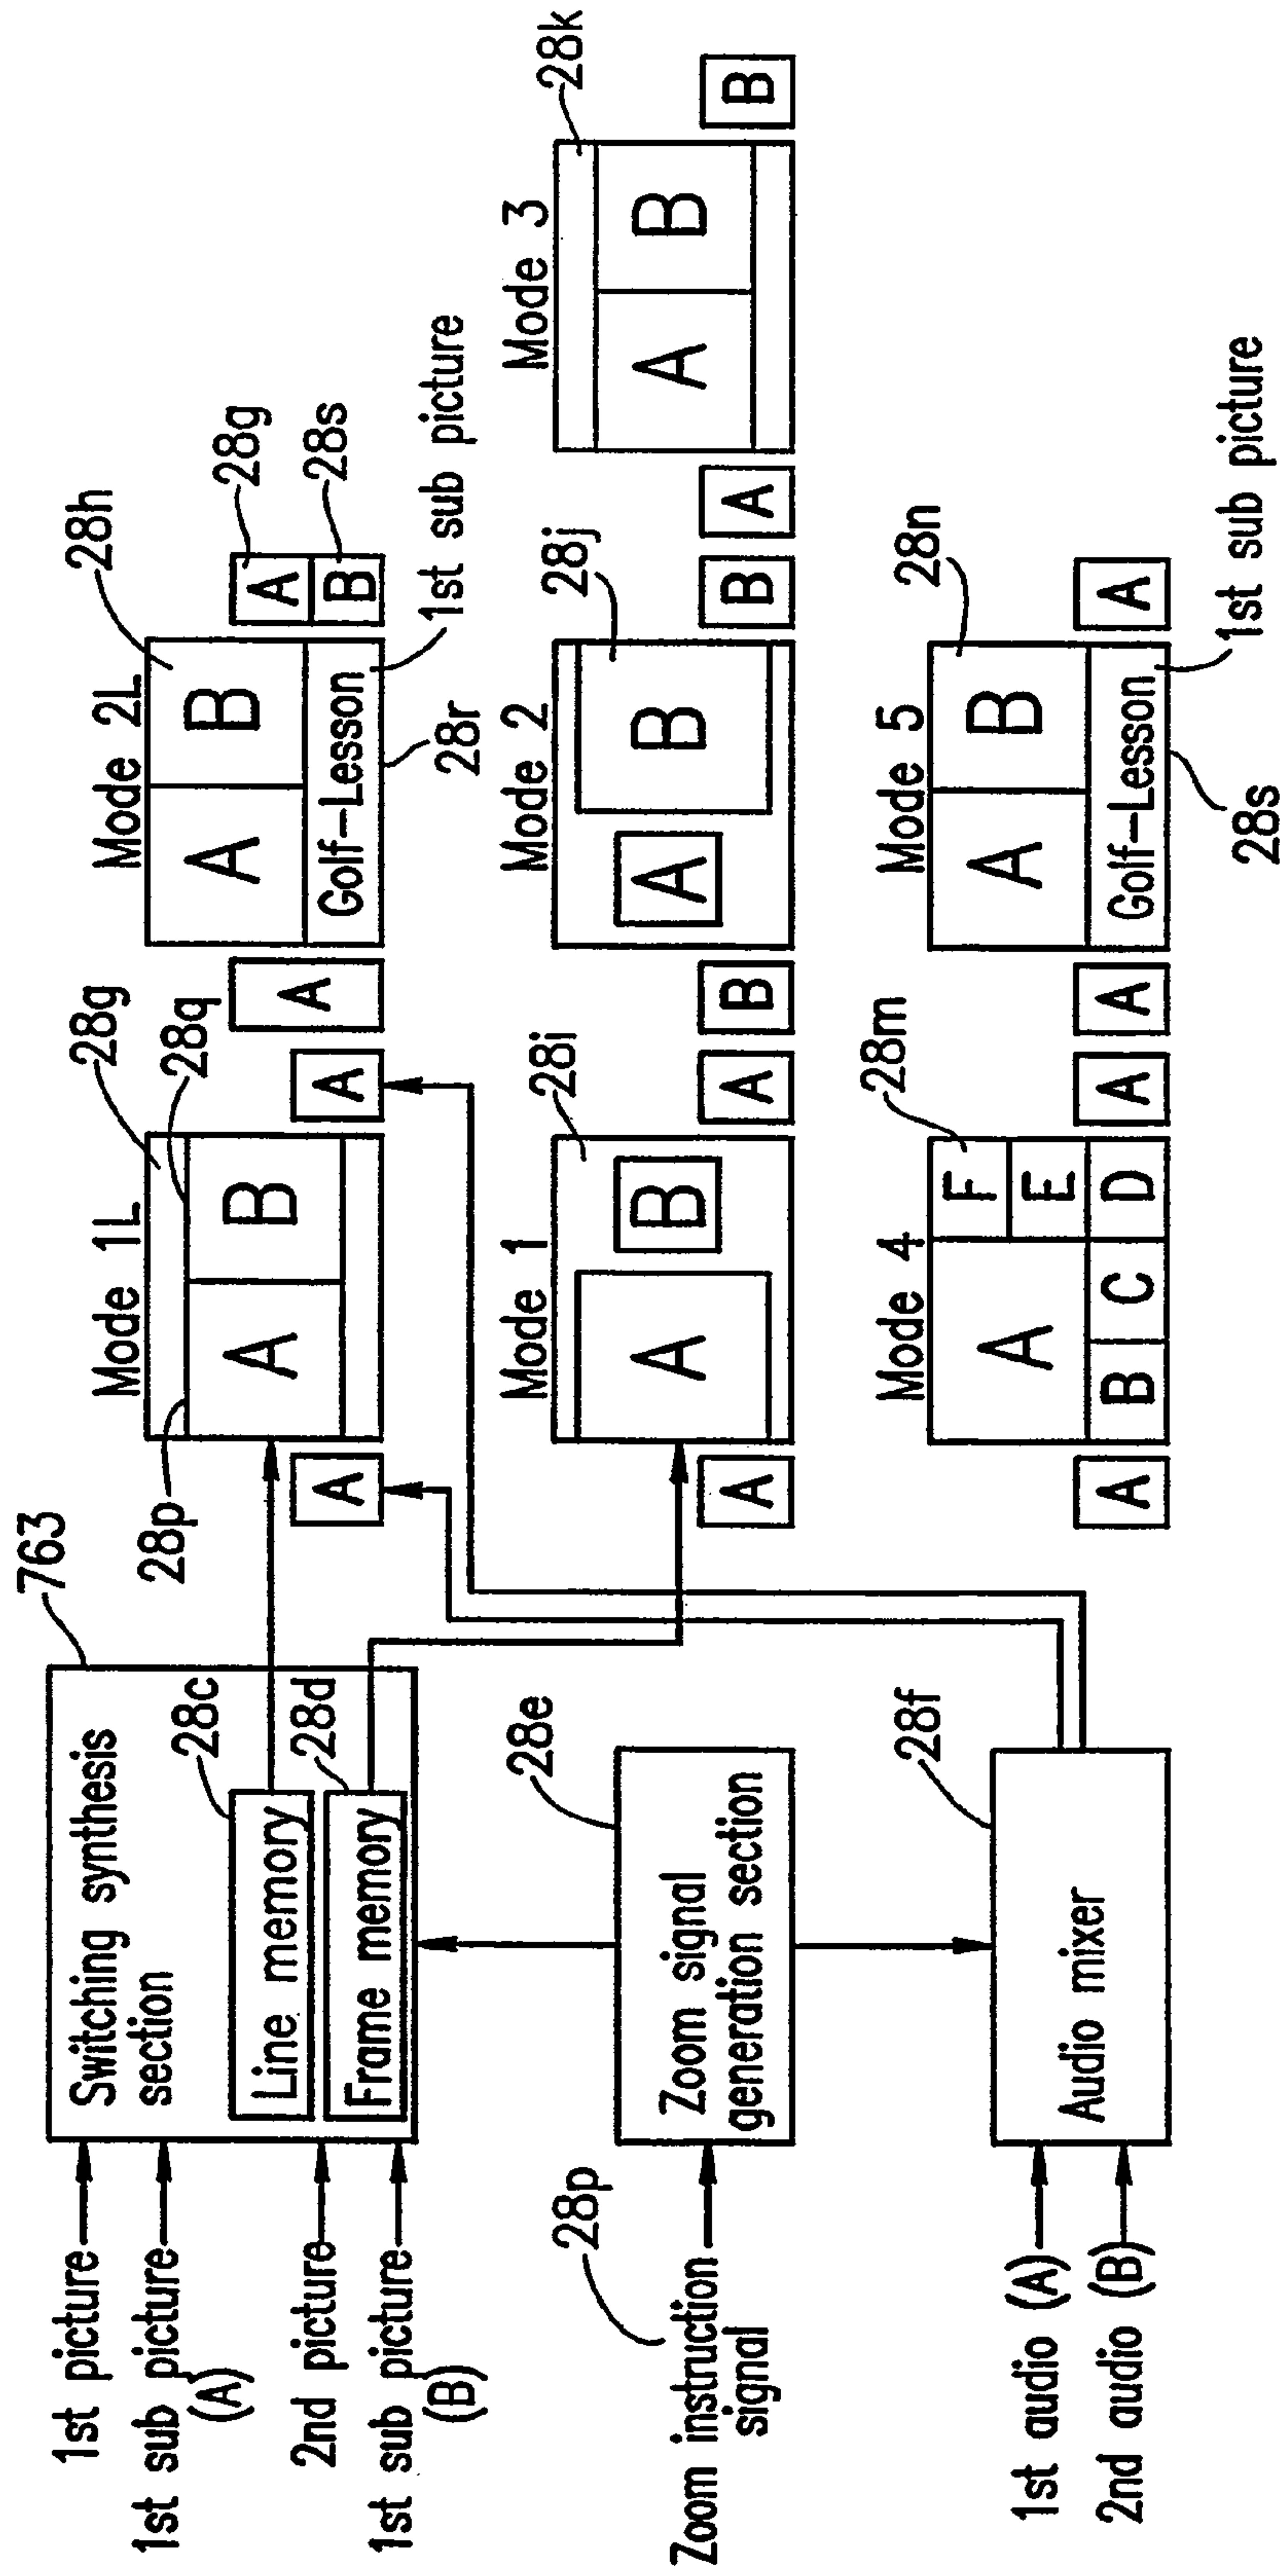 763
Switching synthesis
section
28c
Line memory
28d
Frame memory
1st picture
1st sub picture
(A)
2nd picture
1st sub picture
(B)
28p
Zoom instruction
signal
28e
Zoom signal
generation section
1st audio (A)
2nd audio (B)
28f
Audio mixer
Mode 1L
28p
28q
28g
A
B
A
A
Mode 2L
28h
A
B
Golf-Lesson
28r
1st sub picture
A
A
28g
B
28s
Mode 1
28i
A
B
A
A
Mode 2
28j
A
B
B
B
Mode 3
28k
A
B
A
B
Mode 4
28m
A
F
E
B
C
D
A
A
Mode 5
28n
A
B
Golf-Lesson
28s
1st sub picture
A
A